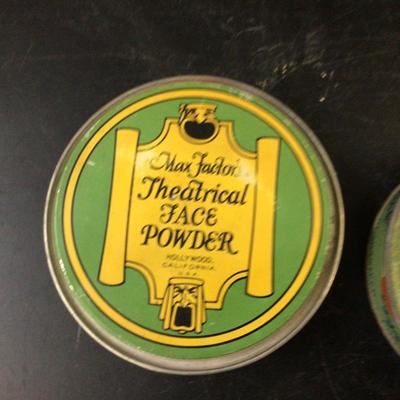 Max Factor's
Theatrical
FACE
POWDER
HOLLYWOOD,
CALIFORNIA,
U.S.A.